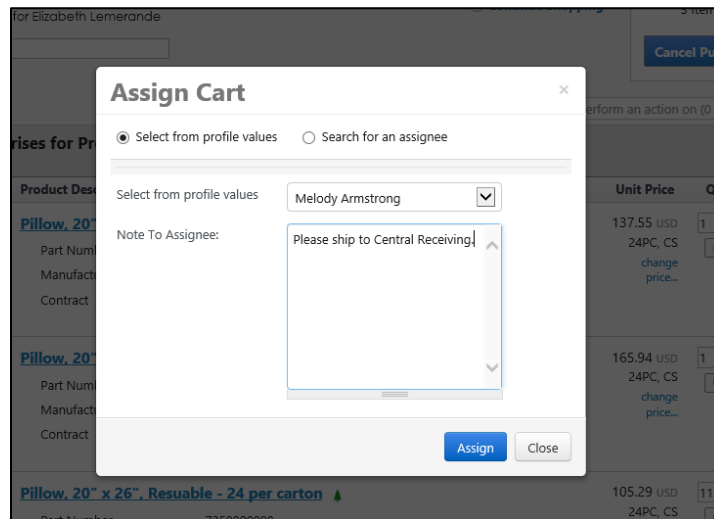 for Elizabeth Lemerande
Cancel Pu
Assign Cart
×
erform an action on (0
Select from profile values
Search for an assignee
rises for Pr
Product Desc
Unit Price
Q
Select from profile values
Melody Armstrong
Note To Assignee:
Please ship to Central Receiving.
Pillow, 20"
137.55 USD
1
Part Numb
24PC, CS
Manufactu
change
price...
Contract
Pillow, 20"
165.94 USD
1
Part Numb
24PC, CS
Manufactu
change
price...
Contract
Assign
Close
Pillow, 20" x 26", Resuable - 24 per carton
105.29 USD
11
24PC, CS